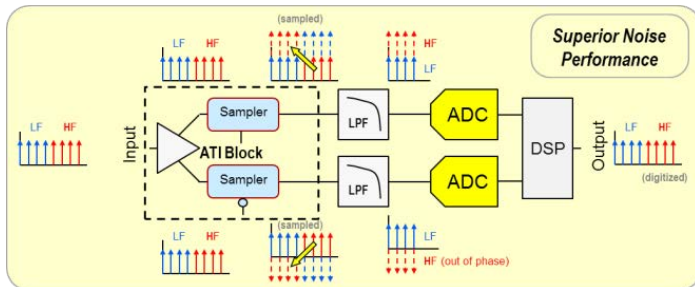 (sampled)
LF HF
HF
LF
Superior Noise
Performance
LF HF
Input
Sampler
ATI Block
Sampler
LPF
LPF
ADC
ADC
DSP
Output
LF HF
(digitized)
(sampled)
LF HF
LF
HF (out of phase)